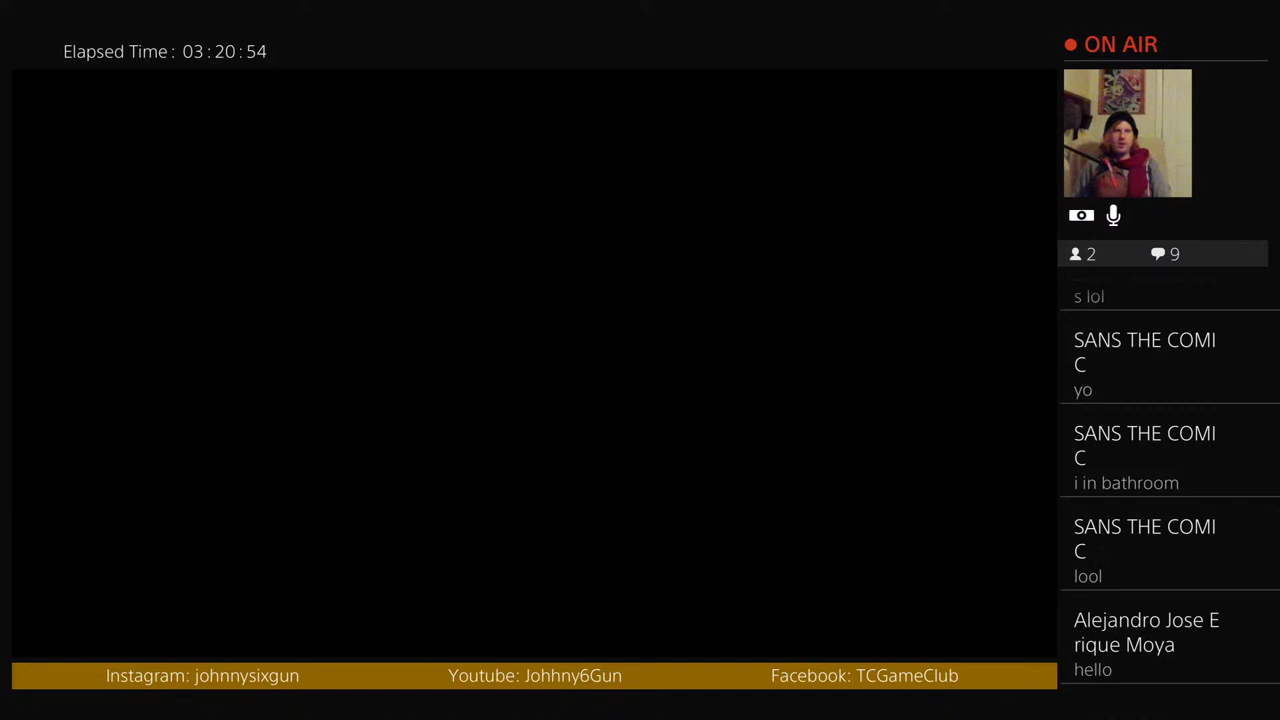 Elapsed Time : 03 : 20 : 54
ON AIR
2 9
s lol
SANS THE COMI
C
yo
SANS THE COMI
C
i in bathroom
SANS THE COMI
C
lool
Alejandro Jose E
rique Moya
hello
Instagram: johnnysixgun Youtube: Johhny6Gun Facebook: TCGameClub